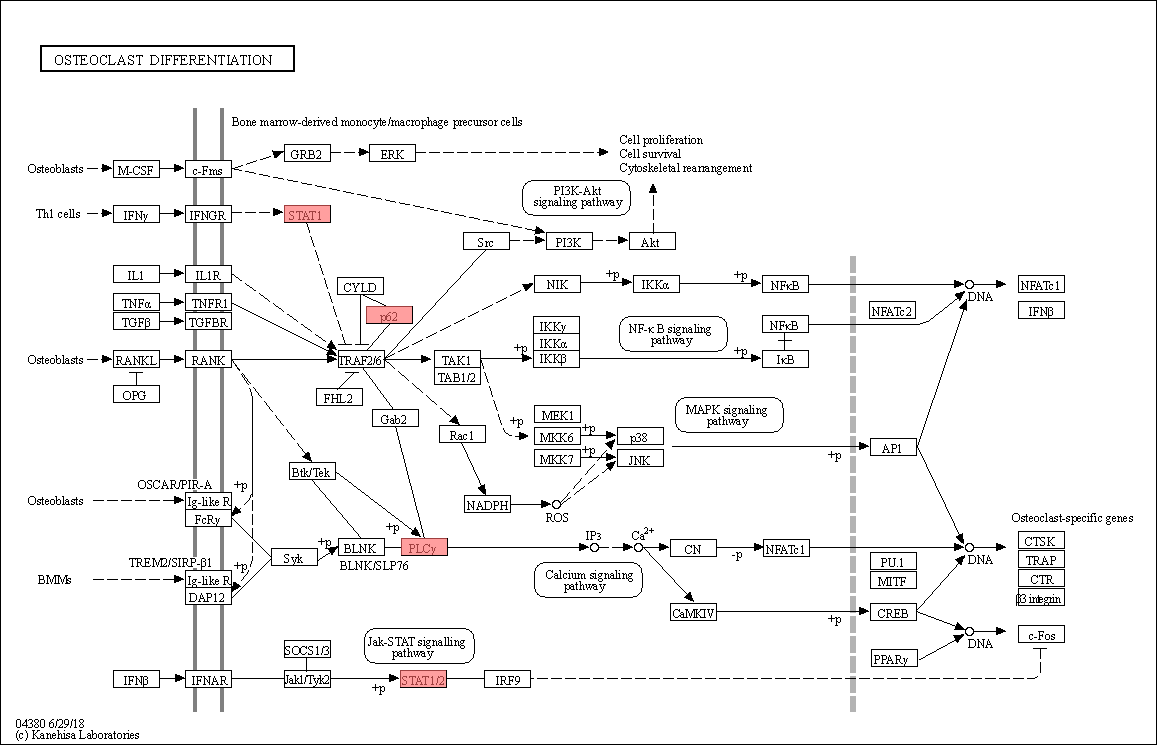 OSTEOCLAST DIFFERENTIATION
Bone marrow-derived monocyte/macrophage precursor cells
Cell proliferation
Cell survival
Cytoskeletal rearrangement
GRB2
ERK
Osteoblasts
M-CSF
c-Fms
PI3K-Akt
signaling pathway
Th1 cells
IFNγ
IFNGR
STAT1
Src
PI3K
Akt
IL1
IL1R
CYLD
NIK
+p
IKKα
+p
NFκB
NFATc1
DNA
TNFα
TNFR1
NFATc2
IFNβ
TGFβ
TGFBR
p62
IKKγ
IKKα
IKKβ
NF-κ B signaling
pathway
NFκB
Osteoblasts
RANKL
RANK
TRAF2/6
TAK1
TAB1/2
+p
+p
IκB
OPG
FHL2
Gab2
Rac1
+p
MEK1
MKK6
+p
p38
MKK7
+p
JNK
MAPK signaling
pathway
+p
AP1
Btk/Tek
OSCAR/PIR-A
+p
Osteoblasts
Ig-like R
FcRγ
NADPH
ROS
+p
Syk
+p
BLNK
BLNK/SLP76
PLCγ
IP3
Ca2+
CN
-p
NFATc1
DNA
Osteoclast-specific genes
CTSK
TRAP
CTR
β3 integrin
PU.1
MITF
TREM2/SIRP-β1
+p
BMMs
Ig-like R
DAP12
Calcium signaling
pathway
CaMKIV
+p
CREB
DNA
c-Fos
PPARγ
SOCS1/3
Jak-STAT signalling
pathway
IFNβ
IFNAR
Jak1/Tyk2
+p
STAT1/2
IRF9
04380 6/29/18
(c) Kanehisa Laboratories